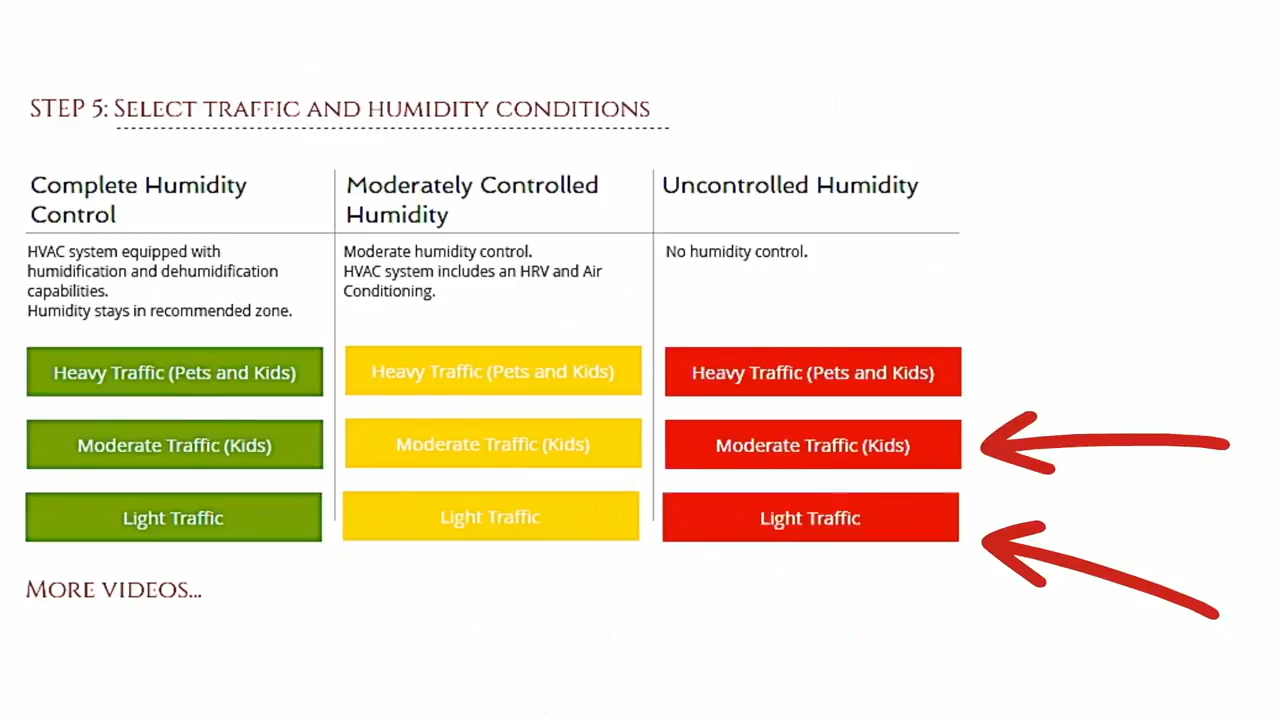 STEP 5: SELECT TRAFFIC AND HUMIDITY CONDITIONS
Complete Humidity
Control
HVAC system equipped with
humidification and dehumidification
capabilities.
Humidity stays in recommended zone.
Heavy Traffic (Pets and Kids)
Moderate Traffic (Kids)
Light Traffic
Moderately Controlled
Humidity
Moderate humidity control.
HVAC system includes an HRV and Air
Conditioning.
Heavy Traffic (Pets and Kids)
Moderate Traffic (Kids)
Light Traffic
Uncontrolled Humidity
No humidity control.
Heavy Traffic (Pets and Kids)
Moderate Traffic (Kids)
Light Traffic
MORE VIDEOS...